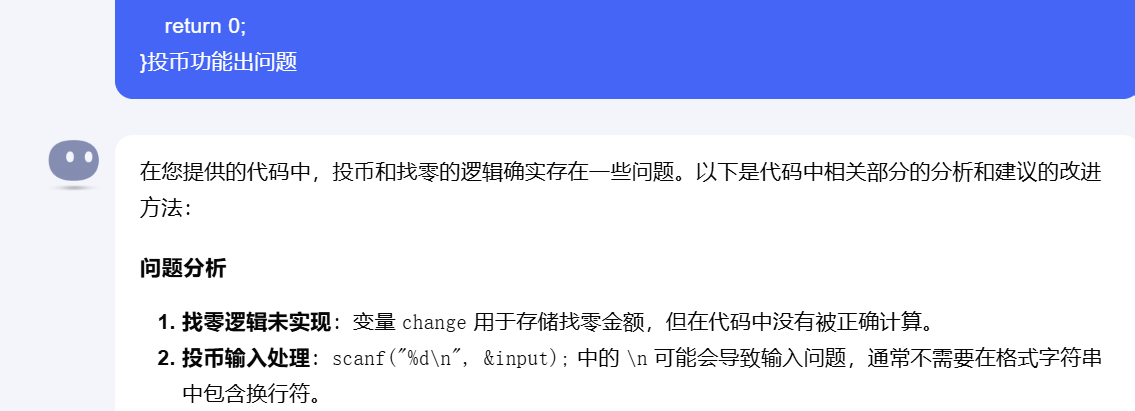 return 0;
}投币功能出问题
在您提供的代码中，投币和找零的逻辑确实存在一些问题。以下是代码中相关部分的分析和建议的改进
方法：
问题分析
1. 找零逻辑未实现：变量 change 用于存储找零金额，但在代码中没有被正确计算。
2. 投币输入处理：scanf("%d\n", &input); 中的 \n 可能会导致输入问题，通常不需要在格式字符串
中包含换行符。